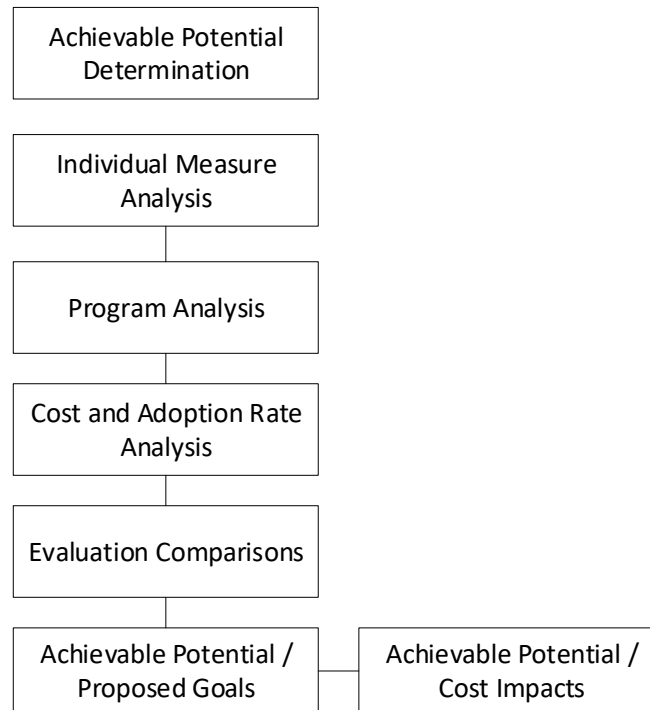 Achievable Potential
Determination
Individual Measure
Analysis
Program Analysis
Cost and Adoption Rate
Analysis
Evaluation Comparisons
Achievable Potential /
Proposed Goals
Achievable Potential /
Cost Impacts